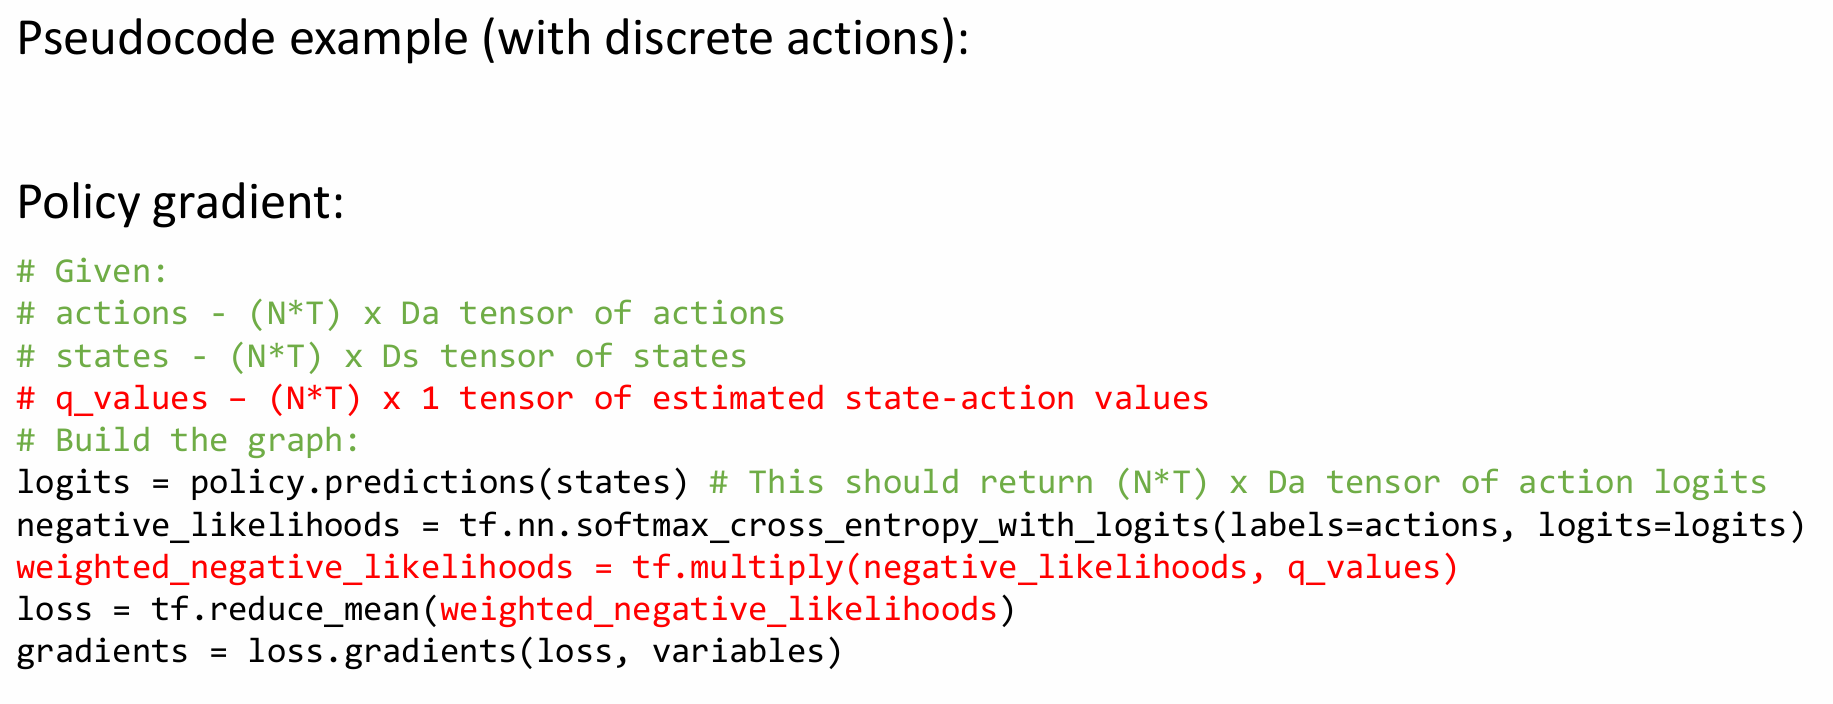 Pseudocode example (with discrete actions):
Policy gradient:
# Given:
# actions - (N*T) x Da tensor of actions
# states - (N*T) x Ds tensor of states
# q_values – (N*T) x 1 tensor of estimated state-action values
# Build the graph:
logits = policy.predictions(states) # This should return (N*T) x Da tensor of action logits
negative_likelihoods = tf.nn.softmax_cross_entropy_with_logits(labels=actions, logits=logits)
weighted_negative_likelihoods = tf.multiply(negative_likelihoods, q_values)
loss = tf.reduce_mean(weighted_negative_likelihoods)
gradients = loss.gradients(loss, variables)